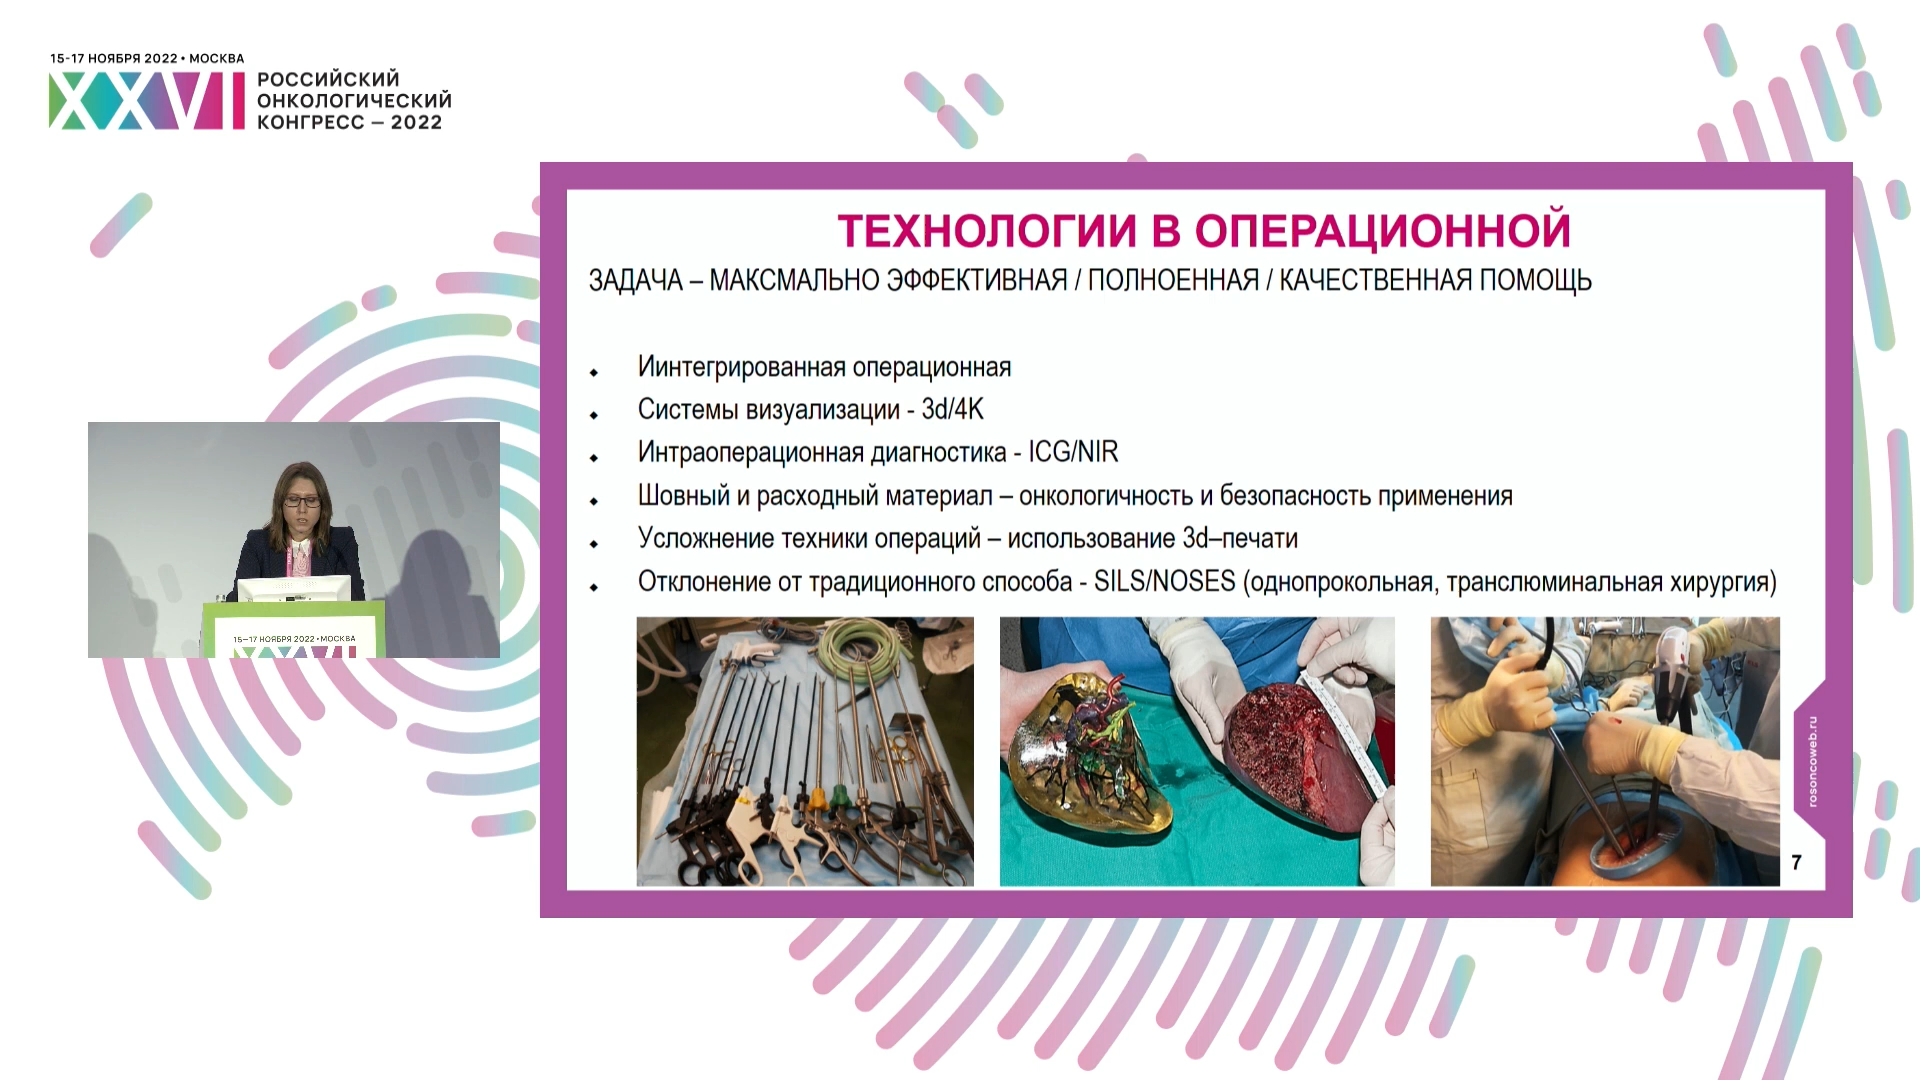 15-17 НОЯБРЯ 2022 • МОСКВА
XXVI
РОССИЙСКИЙ
ОНКОЛОГИЧЕСКИЙ
КОНГРЕСС – 2022
ТЕХНОЛОГИИ В ОПЕРАЦИОННОЙ
ЗАДАЧА – МАКСМАЛЬНО ЭФФЕКТИВНАЯ / ПОЛНОЕННАЯ / КАЧЕСТВЕННАЯ ПОМОЩЬ
Иинтегрированная операционная
Системы визуализации - 3d/4K
Интраоперационная диагностика - ICG/NIR
Шовный и расходный материал – онкологичность и безопасность применения
Усложнение техники операций – использование 3d–печати
Отклонение от традиционного способа - SILS/NOSES (однопрокольная, транслюминальная хирургия)
rosoncoweb.ru
7
15–17 НОЯБРЯ 2022 • МОСКВА
XXVI